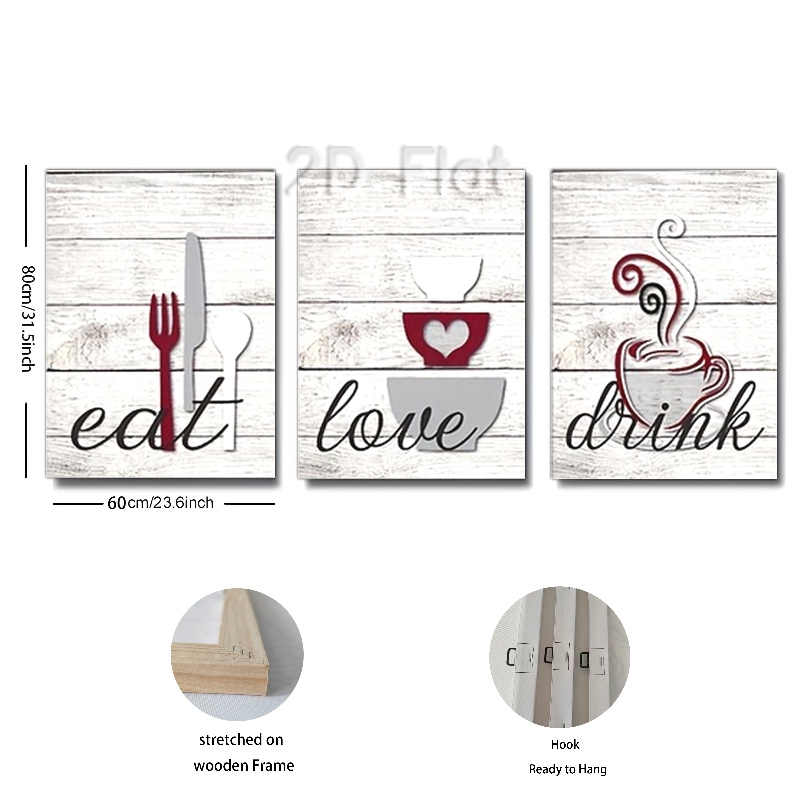 2D Flat
80cm/31.5inch
eat
love
drink
60cm/23.6inch
stretched on
wooden Frame
Hook
Ready to Hang